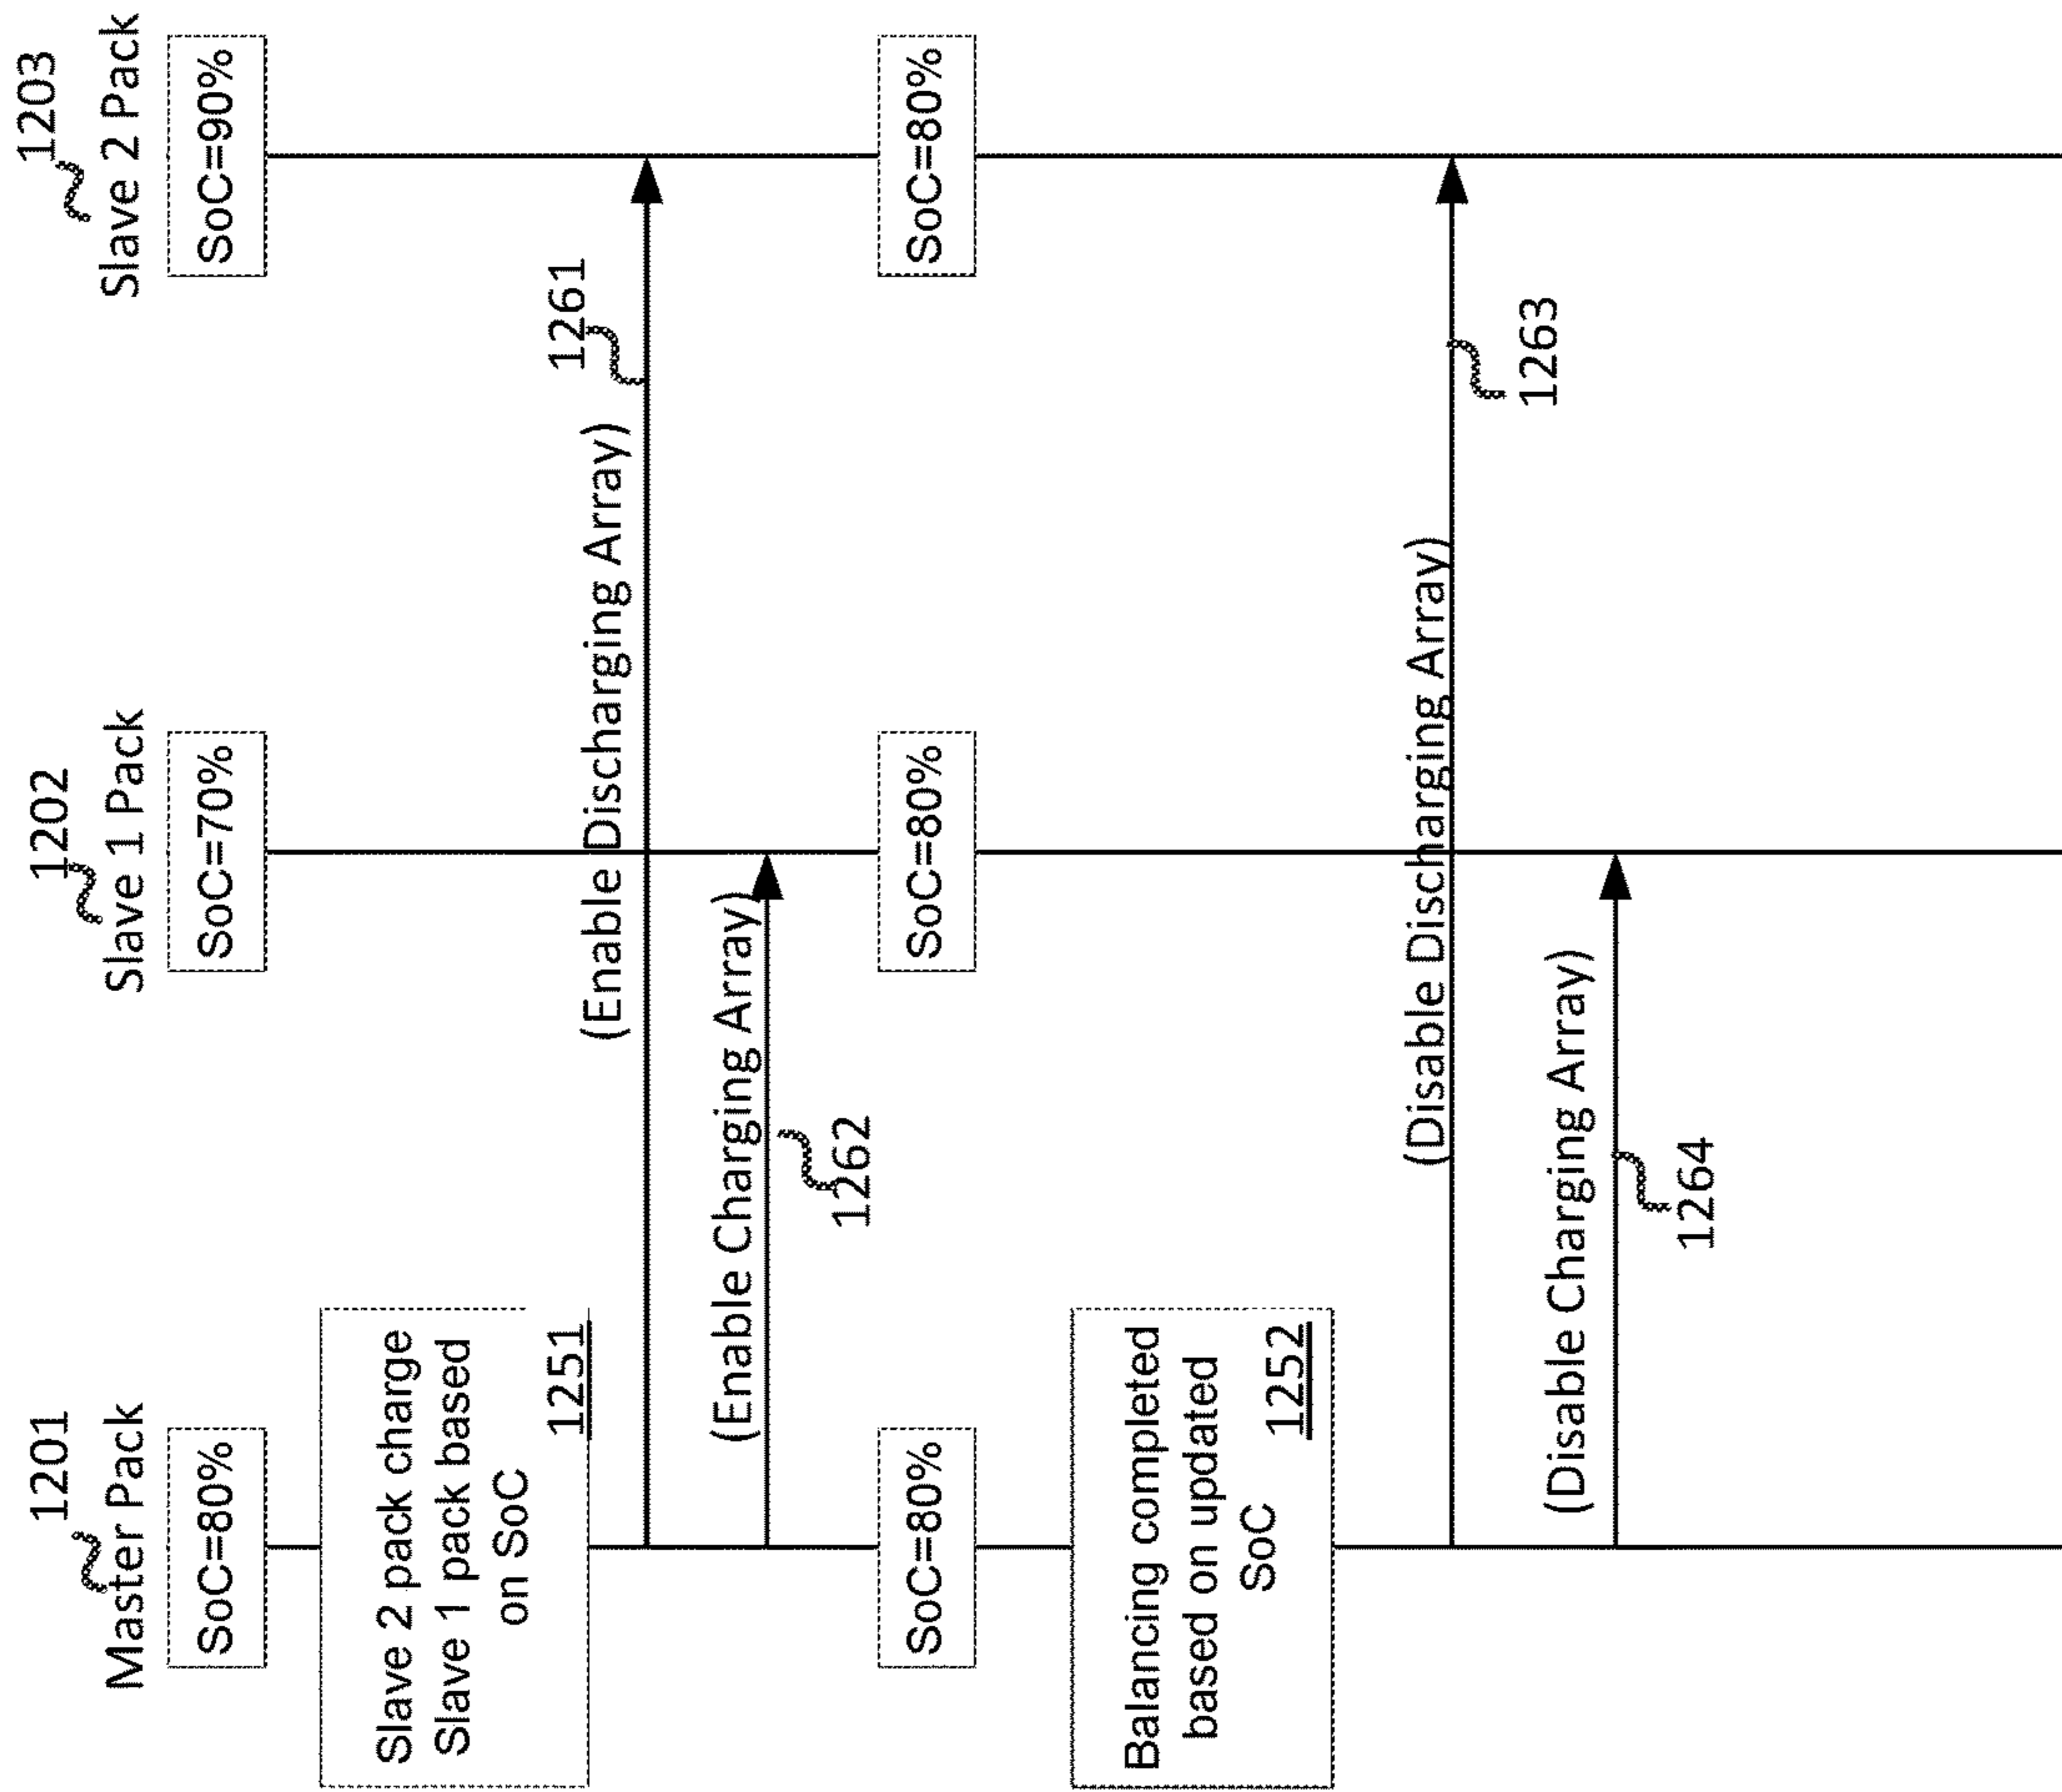 1201
Master Pack
1202
Slave 1 Pack
1203
Slave 2 Pack
SoC=80%
SoC=70%
SoC=90%
Slave 2 pack charge
Slave 1 pack based
on SoC
1251
(Enable Discharging Array)
1261
(Enable Charging Array)
1262
SoC=80%
SoC=80%
SoC=80%
Balancing completed
based on updated
SoC
1252
(Disable Discharging Array)
1263
(Disable Charging Array)
1264